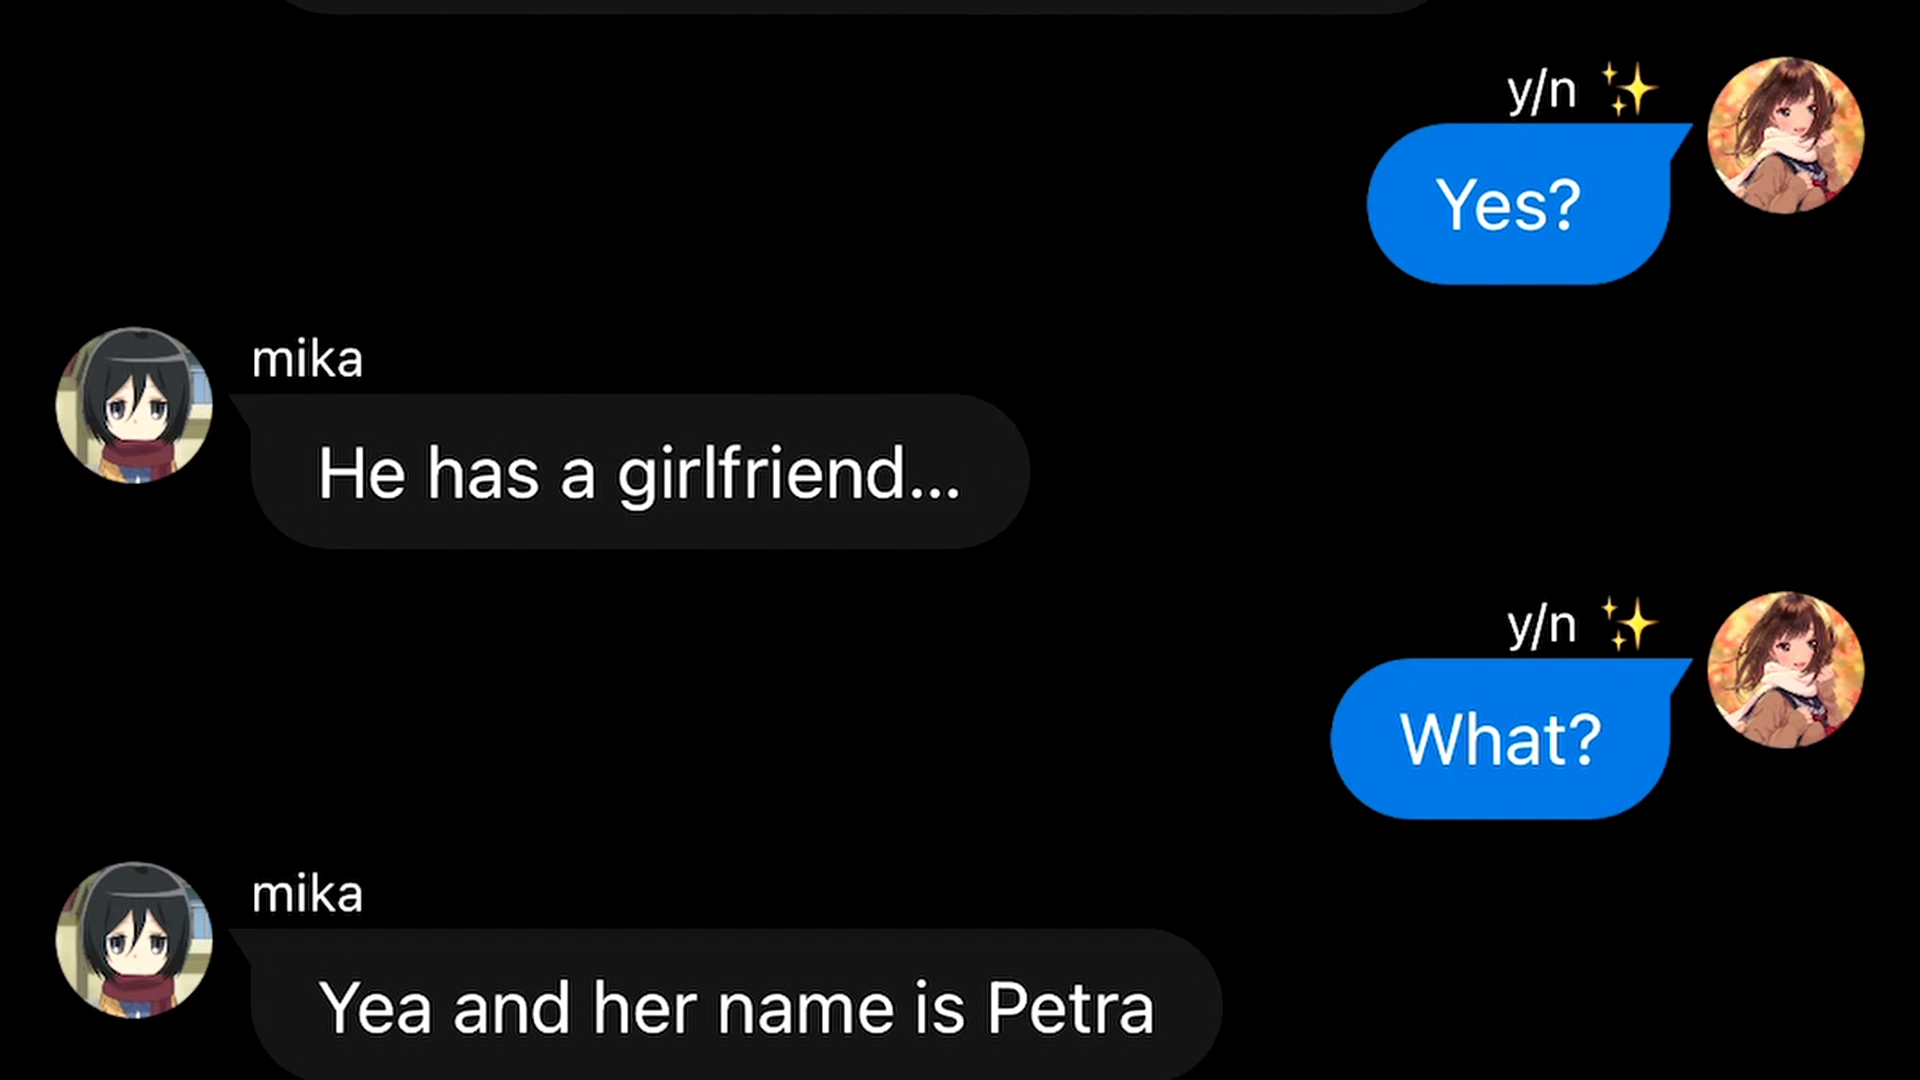 y/n ✨
Yes?
mika
He has a girlfriend...
y/n ✨
What?
mika
Yea and her name is Petra